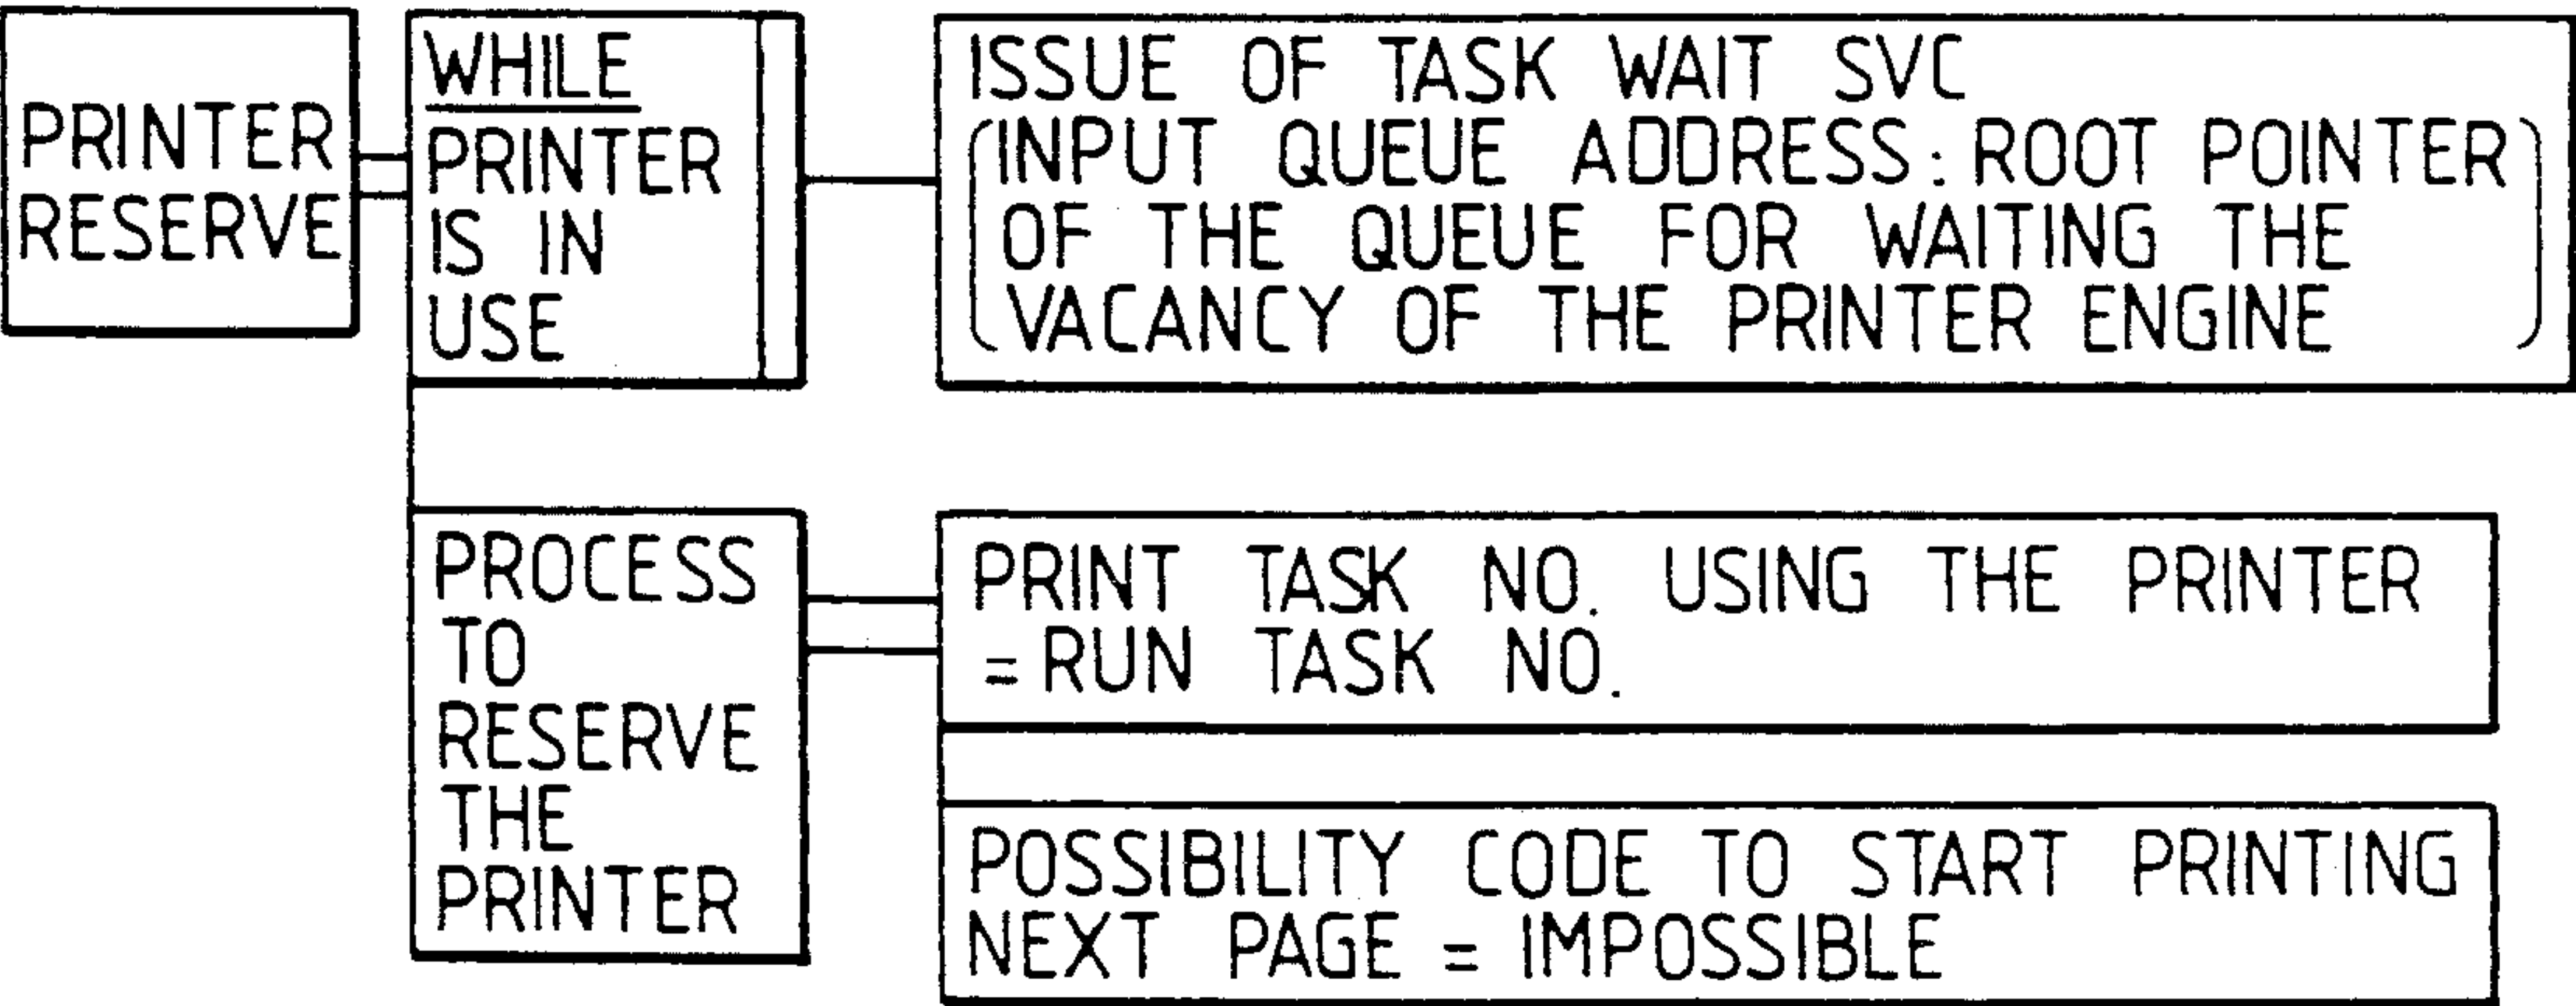 PRINTER
RESERVE
WHILE
PRINTER
IS IN
USE
ISSUE OF TASK WAIT SVC
(INPUT QUEUE ADDRESS: ROOT POINTER
OF THE QUEUE FOR WAITING THE
VACANCY OF THE PRINTER ENGINE)
PROCESS
TO
RESERVE
THE
PRINTER
PRINT TASK NO. USING THE PRINTER
= RUN TASK NO.
POSSIBILITY CODE TO START PRINTING
NEXT PAGE = IMPOSSIBLE